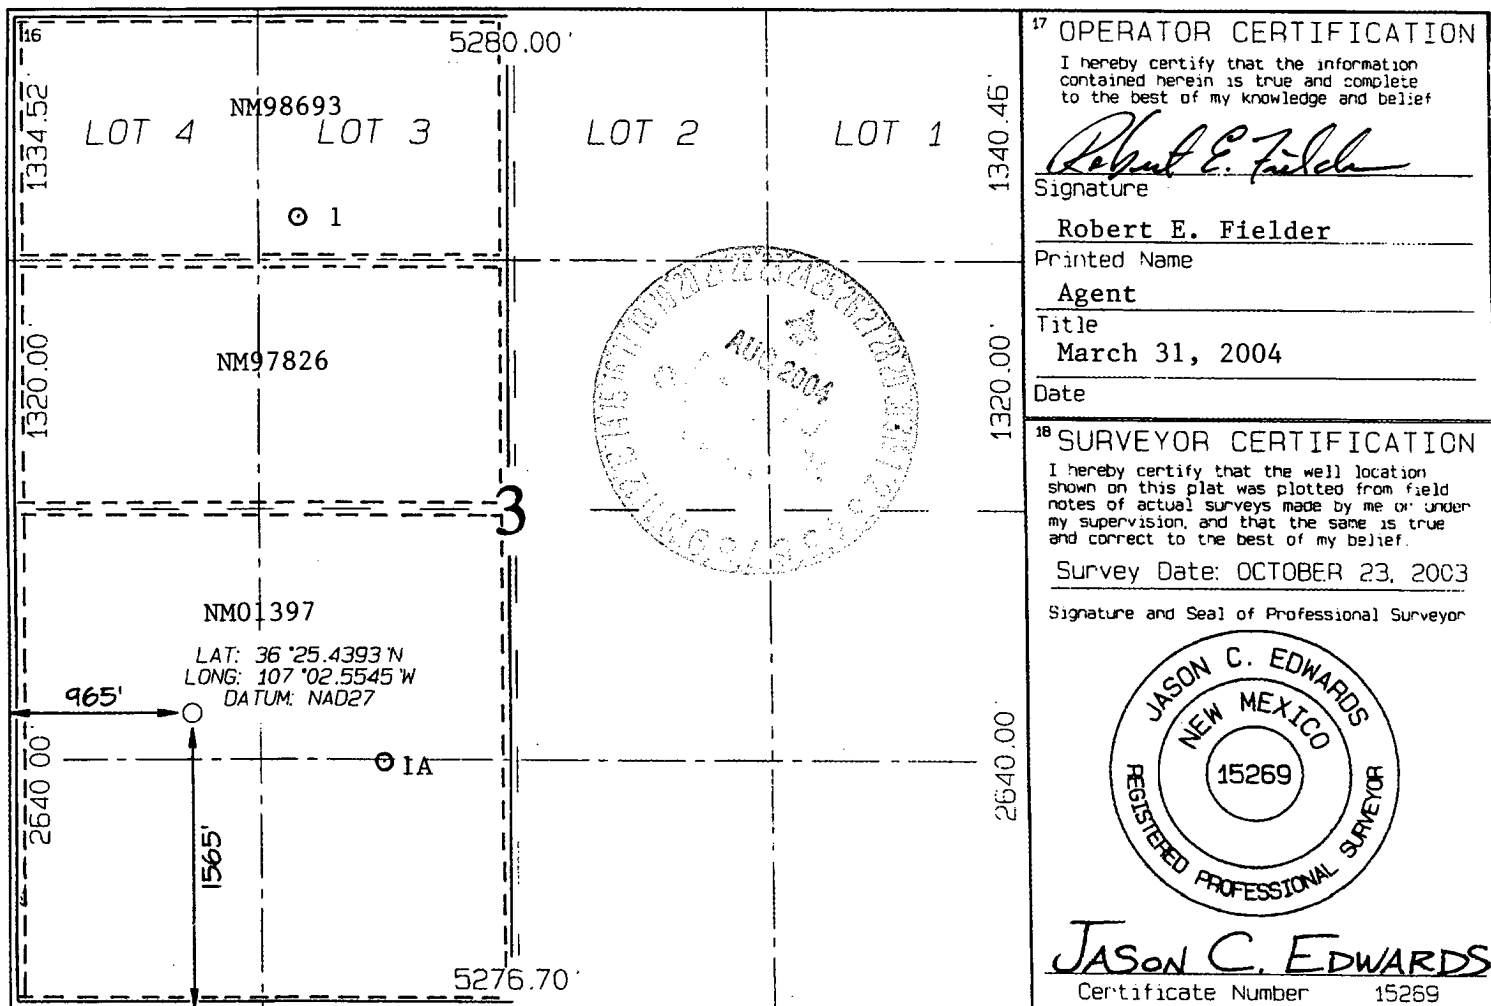 16
5280.00'
1334.52'
NM98693
LOT 4
LOT 3
LOT 2
LOT 1
1340.46'
1
NM97826
1320.00'
1320.00'
AUG 2004
3
NM01397
LAT: 36°25.4393'N
LONG: 107°02.5545'W
DATUM: NAD27
965'
1A
2640.00'
2640.00'
1565'
5276.70'
17 OPERATOR CERTIFICATION
I hereby certify that the information
contained herein is true and complete
to the best of my knowledge and belief
Robert E. Fielder
Signature
Robert E. Fielder
Printed Name
Agent
Title
March 31, 2004
Date
18 SURVEYOR CERTIFICATION
I hereby certify that the well location
shown on this plat was plotted from field
notes of actual surveys made by me or under
my supervision, and that the same is true
and correct to the best of my belief.
Survey Date: OCTOBER 23, 2003
Signature and Seal of Professional Surveyor
JASON C. EDWARDS
NEW MEXICO
15269
REGISTERED PROFESSIONAL SURVEYOR
JASON C. EDWARDS
Certificate Number 15269